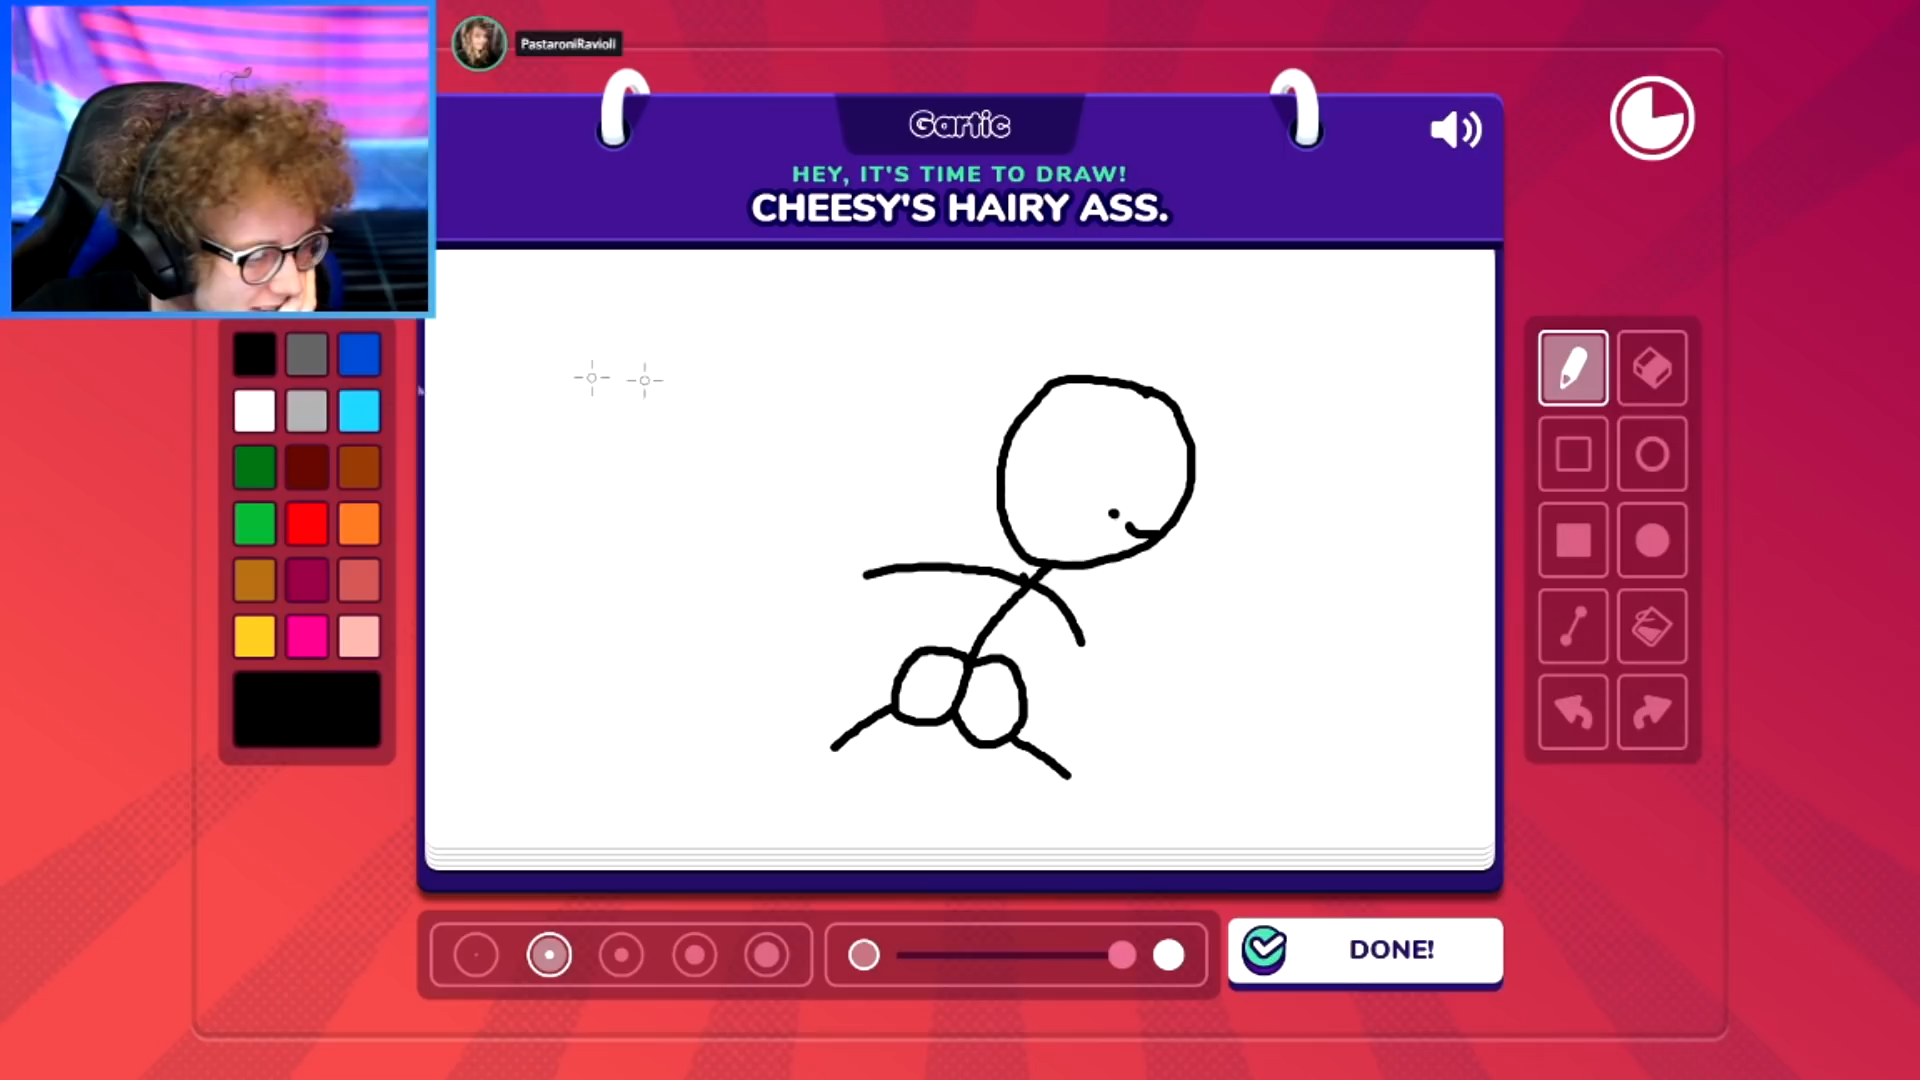 PastaroniRavioli
Gartic
HEY, IT'S TIME TO DRAW!
CHEESY'S HAIRY ASS.
DONE!